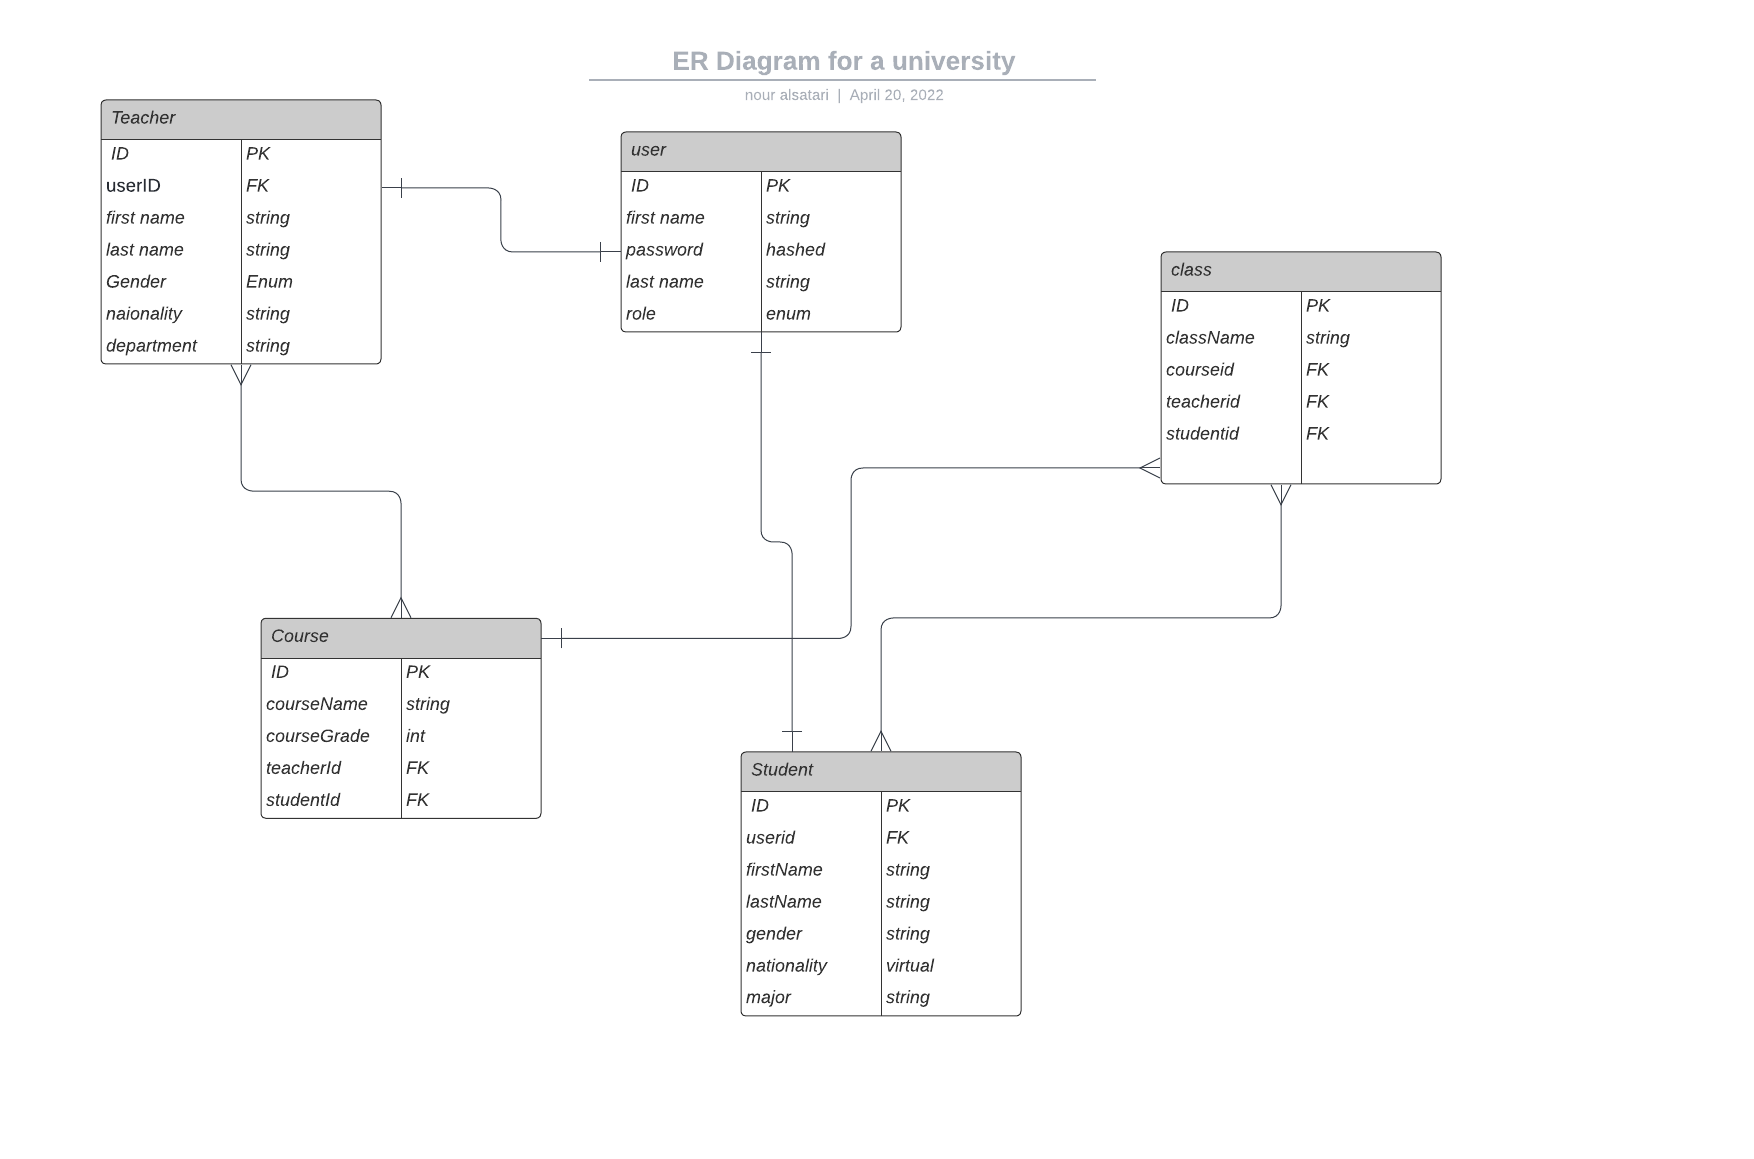 ER Diagram for a university
nour alsatari | April 20, 2022
Teacher
ID PK
userID FK
first name string
last name string
Gender Enum
naionality string
department string
user
ID PK
first name string
password hashed
last name string
role enum
class
ID PK
className string
courseid FK
teacherid FK
studentid FK
Course
ID PK
courseName string
courseGrade int
teacherId FK
studentId FK
Student
ID PK
userid FK
firstName string
lastName string
gender string
nationality virtual
major string